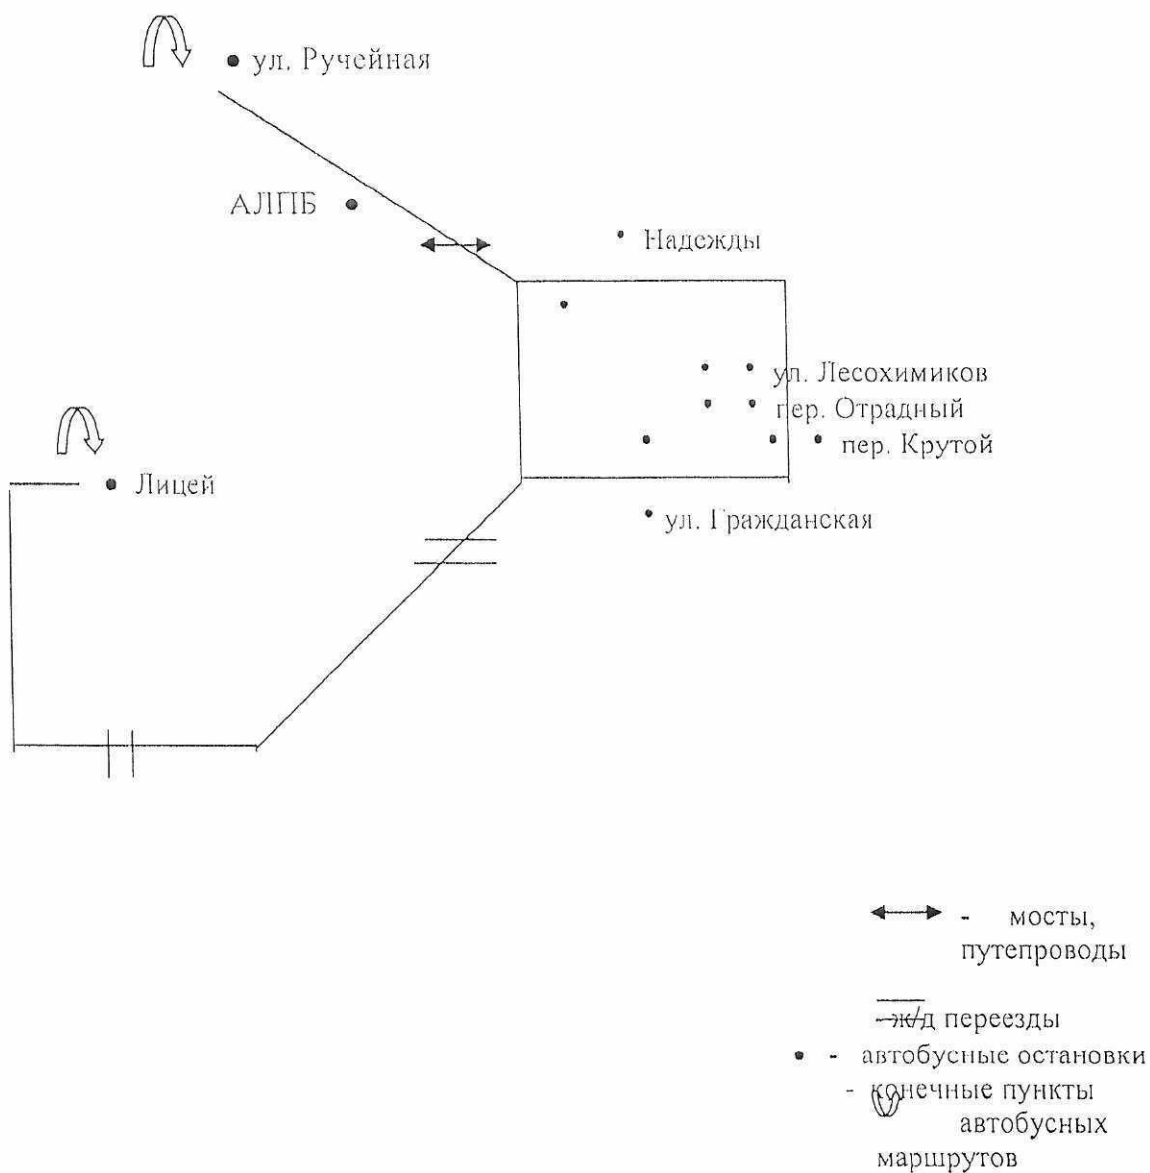 ул. Ручейная
АЛПБ
Надежды
ул. Лесохимиков
пер. Отрадный
пер. Крутой
Лицей
ул. Гражданская
- мосты,
путепроводы
ж/д переезды
- автобусные остановки
- конечные пункты
автобусных
маршрутов